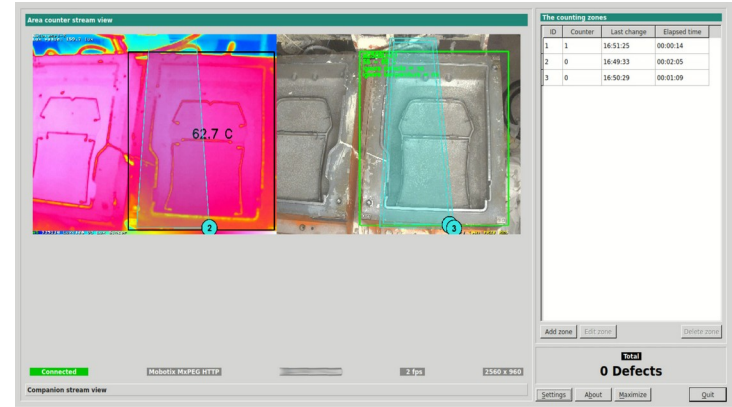 Area counter stream view
62.7 C
2
3
Connected
Mobotix MxPEG HTTP
2 fps
2560 x 960
Companion stream view
The counting zones
ID Counter Last change Elapsed time
1 1 16:51:25 00:00:14
2 0 16:49:33 00:02:05
3 0 16:50:29 00:01:09
Add zone Edit zone Delete zone
Total
0 Defects
Settings About Maximize Quit